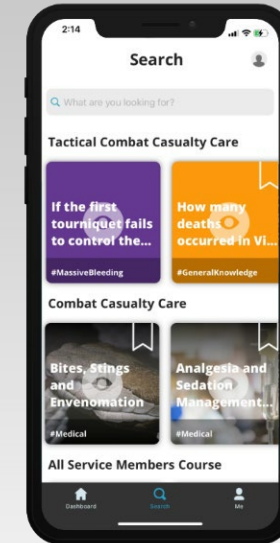 2:14
Search
What are you looking for?
Tactical Combat Casualty Care
If the first
tourniquet fails
to control the...
#MassiveBleeding
How many
deaths
occurred in Vi...
#GeneralKnowledge
Combat Casualty Care
Bites, Stings
and
Envenomation
#Medical
Analgesia and
Sedation
Management...
#Medical
All Service Members Course
Dashboard
Search
Me